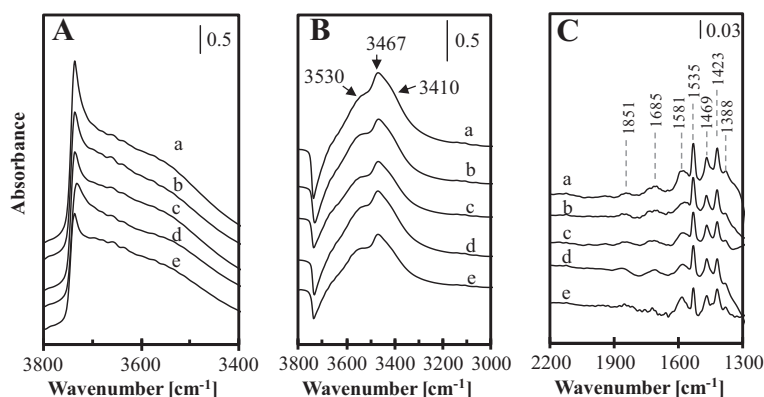 A
0.5
a
b
c
d
e
3800
3600
3400
Wavenumber [cm-1]
Absorbance
B
0.5
3467
3530
3410
a
b
c
d
e
3800
3600
3400
3200
3000
Wavenumber [cm-1]
C
0.03
1851
1685
1581
1535
1469
1423
1388
a
b
c
d
e
2200
1900
1600
1300
Wavenumber [cm-1]